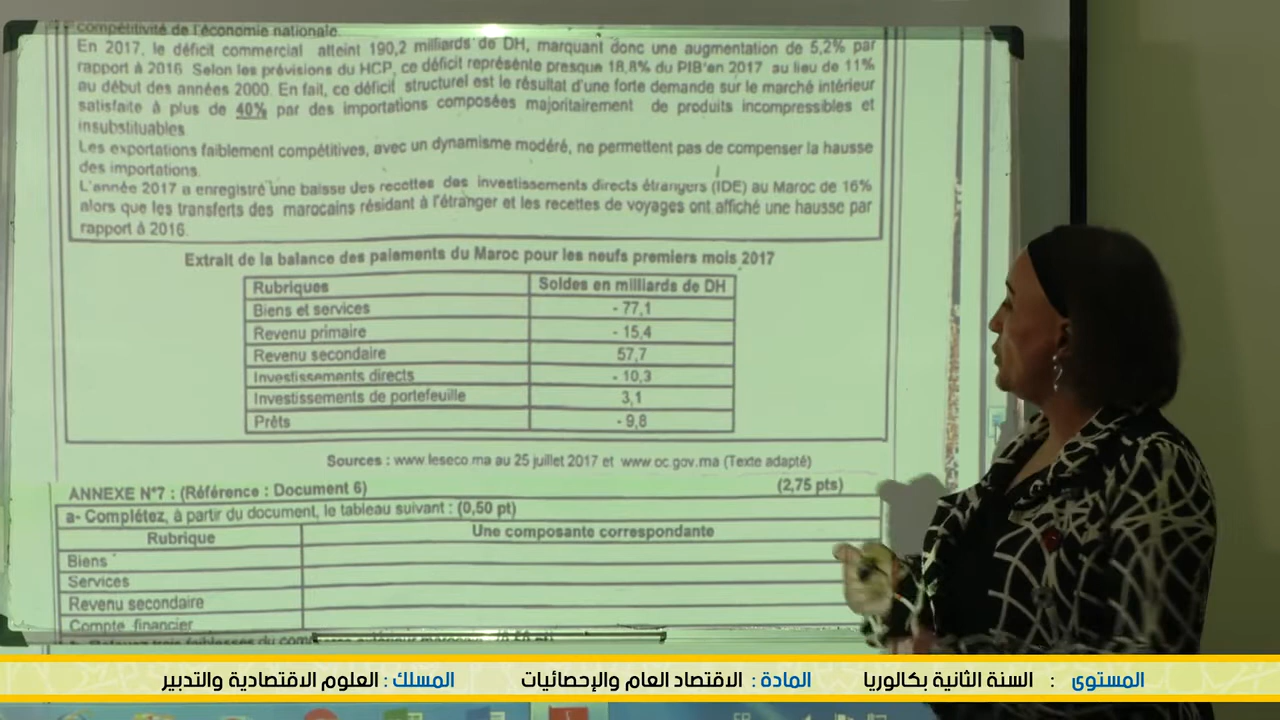 compétitivité de l'économie nationale
En 2017, le déficit commercial atteint 190,2 milliards de DH, marquant donc une augmentation de 5,2% par
rapport à 2016. Selon les prévisions du HCP, ce déficit représente presque 18,8% du PIB en 2017 au lieu de 11%
au début des années 2000. En fait, ce déficit structurel est le résultat d'une forte demande sur le marché intérieur
satisfaite à plus de 40% par des importations composées majoritairement de produits incompressibles et
insubstituables
Les exportations faiblement compétitives, avec un dynamisme modéré, ne permettent pas de compenser la hausse
des importations.
L'année 2017 a enregistré une baisse des recettes des investissements directs étrangers (IDE) au Maroc de 16%
alors que les transferts des marocains résidant à l'étranger et les recettes de voyages ont affiché une hausse par
rapport à 2016.
Extrait de la balance des paiements du Maroc pour les neufs premiers mois 2017
Rubriques Soldes en milliards de DH
Biens et services - 77,1
Revenu primaire - 15,4
Revenu secondaire 57,7
Investissements directs - 10,3
Investissements de portefeuille 3,1
Prêts - 9,8
Sources : www.leseco.ma au 25 juillet 2017 et www.oc.gov.ma (Texte adapté)
ANNEXE N°7 : (Référence : Document 6) (2,75 pts)
a- Complétez, à partir du document, le tableau suivant : (0,50 pt)
Rubrique Une composante correspondante
Biens
Services
Revenu secondaire
Compte financier
المستوى : السنة الثانية بكالوريا المادة : الاقتصاد العام والإحصائيات المسلك : العلوم الاقتصادية والتدبير